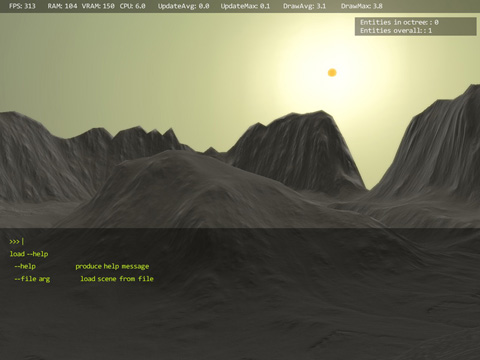 FPS: 313 RAM: 104 VRAM: 150 CPU: 6.0 UpdateAvg: 0.0 UpdateMax: 0.1 DrawAvg: 3.1 DrawMax: 3.8
Entities in octree: : 0
Entities overall: : 1
>>> |
load --help
--help produce help message
--file arg load scene from file